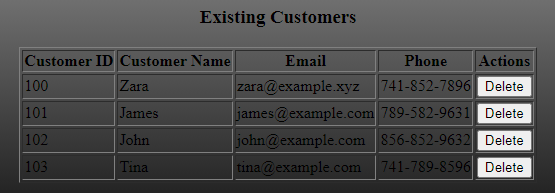 Existing Customers
Customer ID Customer Name Email Phone Actions
100 Zara zara@example.xyz 741-852-7896 Delete
101 James james@example.com 789-582-9631 Delete
102 John john@example.com 856-852-9632 Delete
103 Tina tina@example.com 741-789-8596 Delete